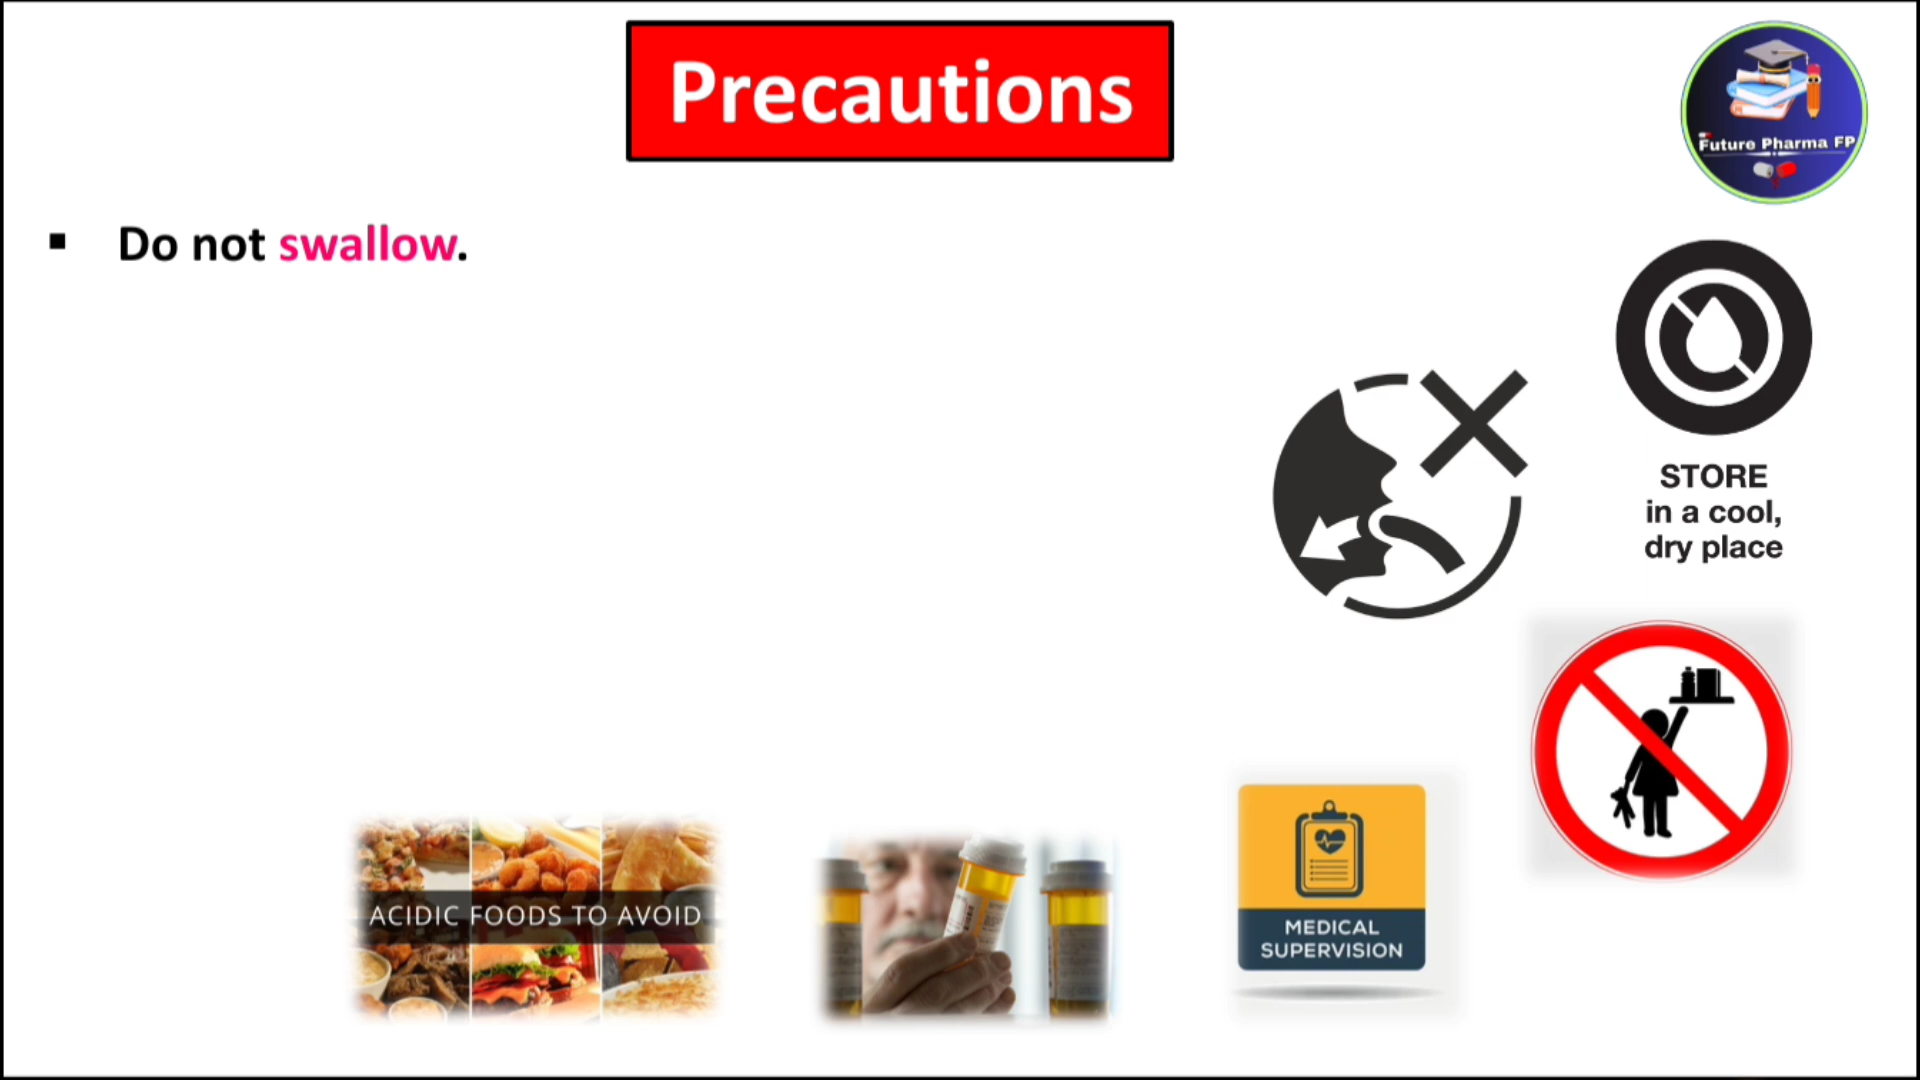 Precautions
Future Pharma FP
▪ Do not swallow.
STORE
in a cool,
dry place
ACIDIC FOODS TO AVOID
MEDICAL
SUPERVISION